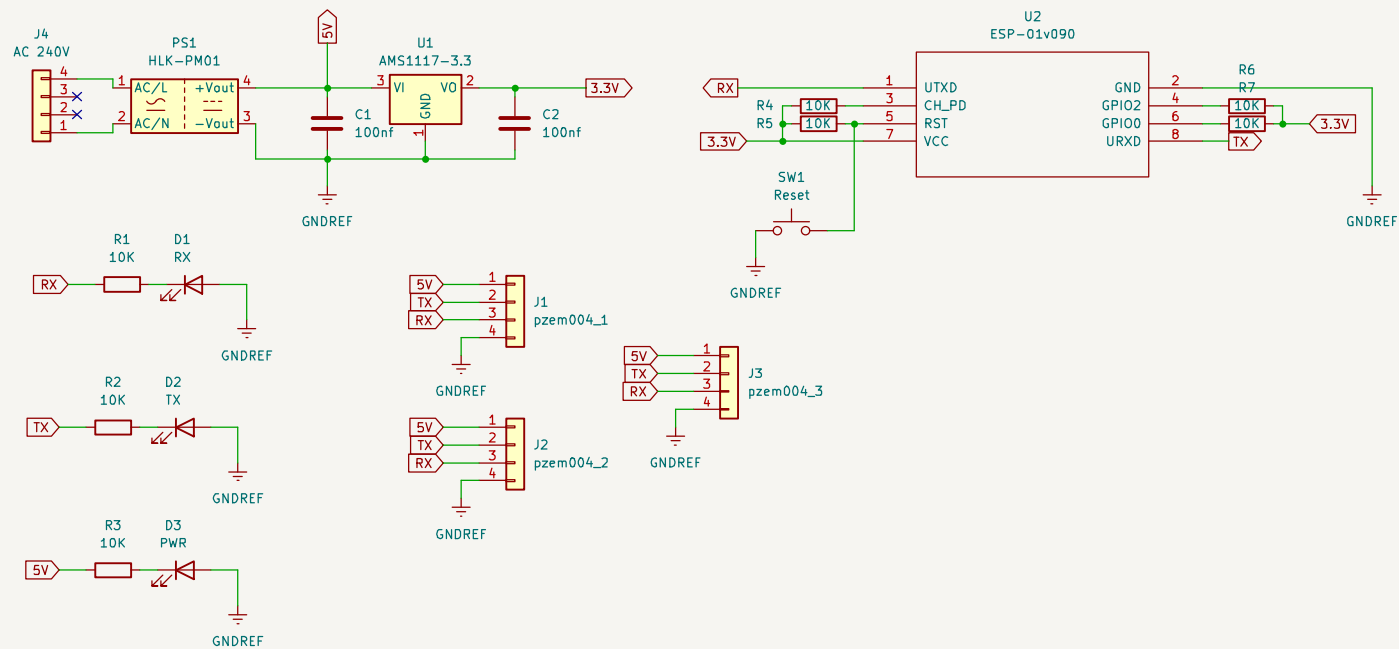 J4
AC 240V
4
3
2
1
PS1
HLK-PM01
1 AC/L +Vout 4
2 AC/N -Vout 3
5V
C1
100nf
U1
AMS1117-3.3
3 VI VO 2
GND
1
C2
100nf
3.3V
GNDREF
U2
ESP-01v090
RX 1 UTXD
R4 10K 3 CH_PD
R5 10K 5 RST
3.3V 7 VCC
GND 2
R6
R7
GPIO2 4 10K
GPIO0 6 10K 3.3V
URXD 8 TX
GNDREF
SW1
Reset
GNDREF
R1
10K
D1
RX
RX
GNDREF
R2
10K
D2
TX
TX
GNDREF
R3
10K
D3
PWR
5V
GNDREF
5V 1
TX 2
RX 3
4
J1
pzem004_1
GNDREF
5V 1
TX 2
RX 3
4
J2
pzem004_2
GNDREF
5V 1
TX 2
RX 3
4
J3
pzem004_3
GNDREF